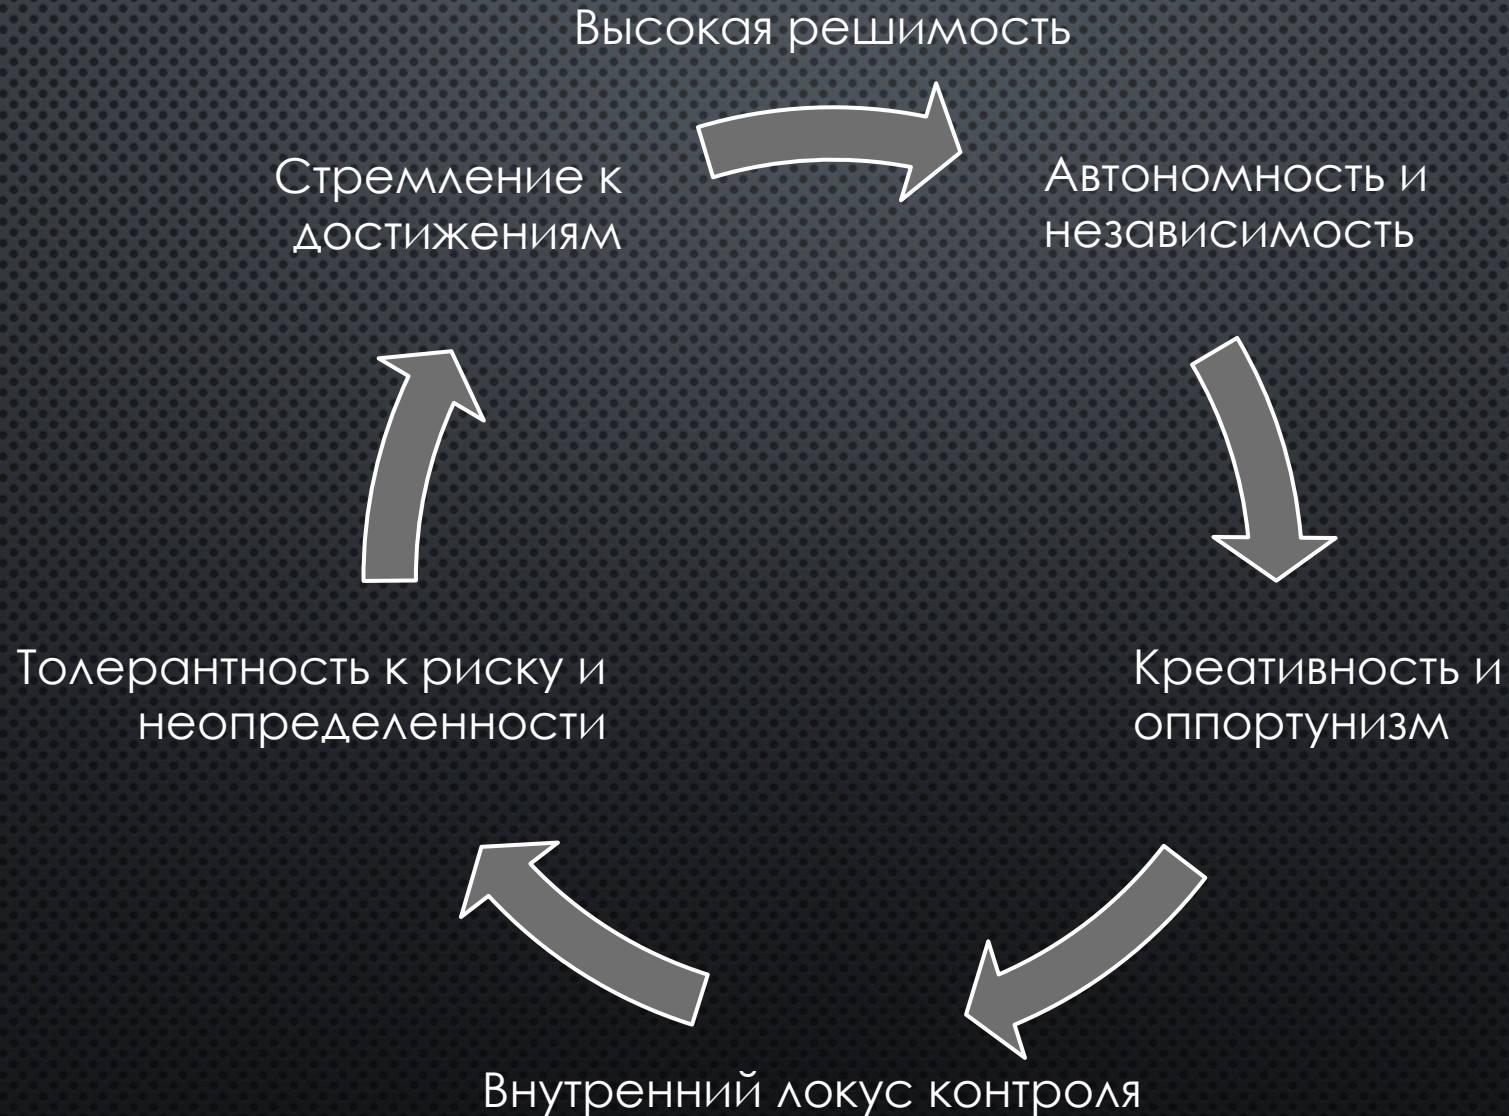 Высокая решимость
Стремление к
достижениям
Автономность и
независимость
Толерантность к риску и
неопределенности
Креативность и
оппортунизм
Внутренний локус контроля